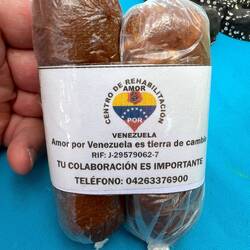 CENTRO DE REHABILITACIÓN
AMOR
POR
VENEZUELA
Amor por Venezuela es tierra de cambio
RIF: J-29579062-7
TU COLABORACIÓN ES IMPORTANTE
TELÉFONO: 04263376900